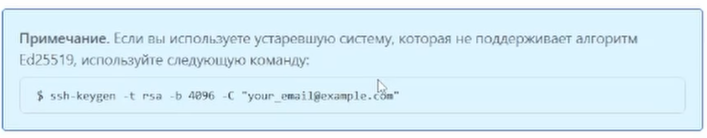 Примечание. Если вы используете устаревшую систему, которая не поддерживает алгоритм
Ed25519, используйте следующую команду:
$ ssh-keygen -t rsa -b 4096 -C "your_email@example.com"